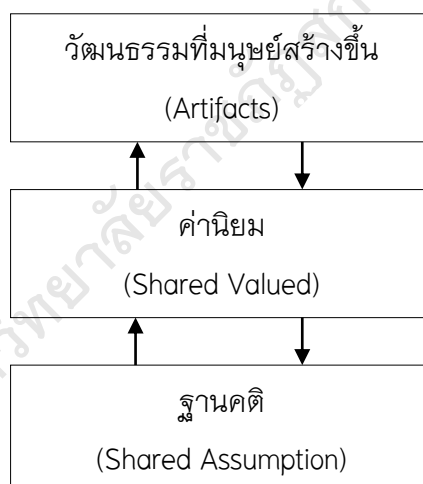 วัฒนธรรมที่มนุษย์สร้างขึ้น
(Artifacts)
ค่านิยม
(Shared Valued)
ฐานคติ
(Shared Assumption)